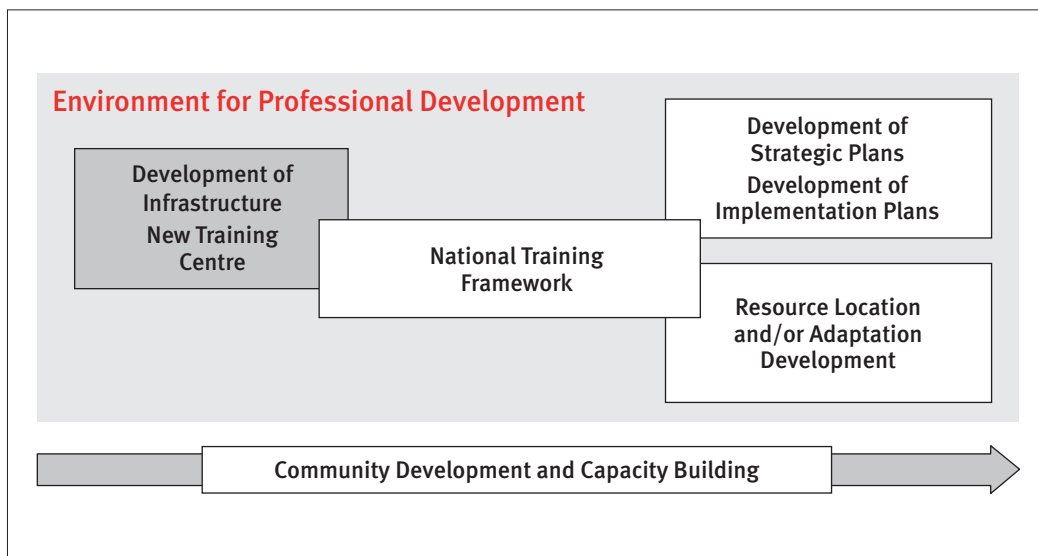 Environment for Professional Development
Development of
Infrastructure
New Training
Centre
National Training
Framework
Development of
Strategic Plans
Development of
Implementation Plans
Resource Location
and/or Adaptation
Development
Community Development and Capacity Building